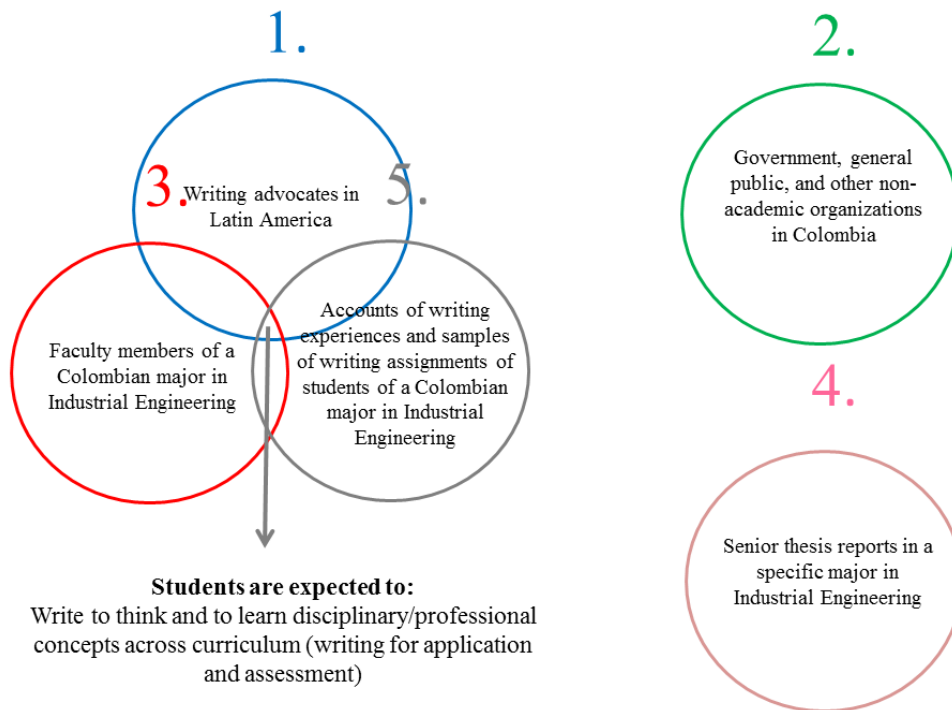 1.
2.
3.
Writing advocates in
Latin America
5.
Government, general
public, and other non-
academic organizations
in Colombia
Faculty members of a
Colombian major in
Industrial Engineering
Accounts of writing
experiences and samples
of writing assignments of
students of a Colombian
major in Industrial
Engineering
4.
Senior thesis reports in a
specific major in
Industrial Engineering
Students are expected to:
Write to think and to learn disciplinary/professional
concepts across curriculum (writing for application
and assessment)